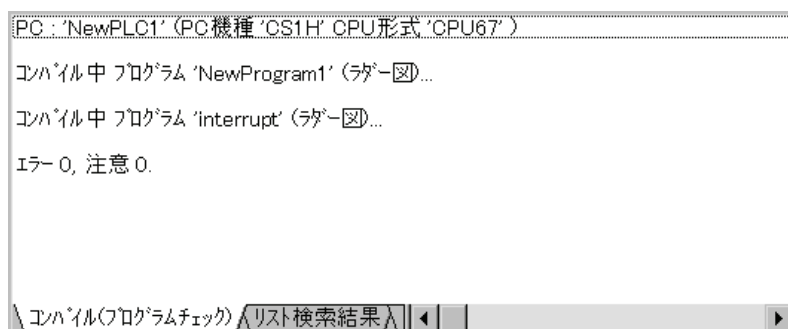 PC : 'NewPLC1' (PC機種 'CS1H' CPU形式 'CPU67' )
ｺﾝﾊﾟｲﾙ 中 ﾌﾟﾛｸﾞﾗﾑ 'NewProgram1' (ﾗﾀﾞｰ図)...
ｺﾝﾊﾟｲﾙ 中 ﾌﾟﾛｸﾞﾗﾑ 'interrupt' (ﾗﾀﾞｰ図)...
ｴﾗｰ 0, 注意 0.
ｺﾝﾊﾟｲﾙ(ﾌﾟﾛｸﾞﾗﾑﾁｪｯｸ) ﾘｽﾄ検索結果